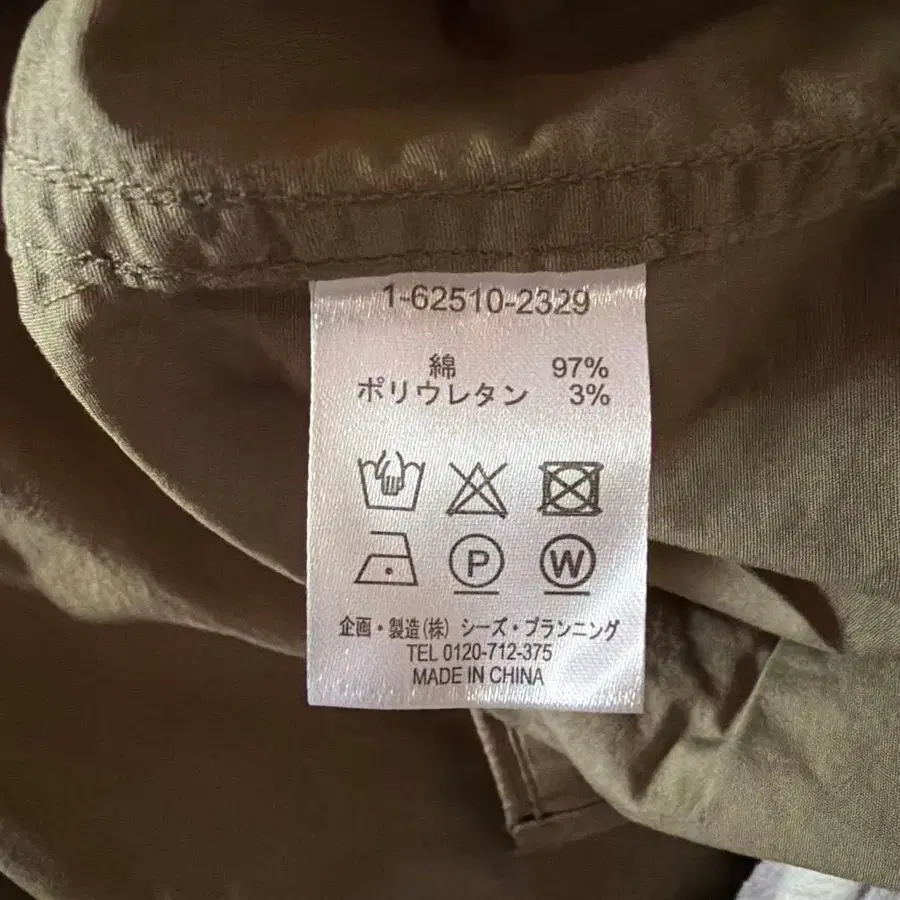 1-62510-2329
綿 97%
ポリウレタン 3%
P W
企画・製造(株) シーズ・プランニング
TEL 0120-712-375
MADE IN CHINA